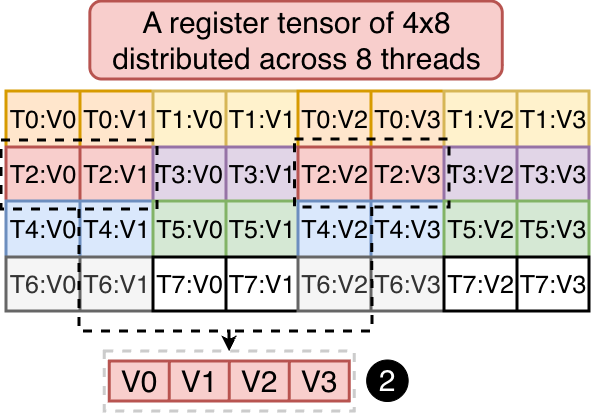 A register tensor of 4x8
distributed across 8 threads
T0:V0 T0:V1 T1:V0 T1:V1 T0:V2 T0:V3 T1:V2 T1:V3
T2:V0 T2:V1 T3:V0 T3:V1 T2:V2 T2:V3 T3:V2 T3:V3
T4:V0 T4:V1 T5:V0 T5:V1 T4:V2 T4:V3 T5:V2 T5:V3
T6:V0 T6:V1 T7:V0 T7:V1 T6:V2 T6:V3 T7:V2 T7:V3
V0 V1 V2 V3 2